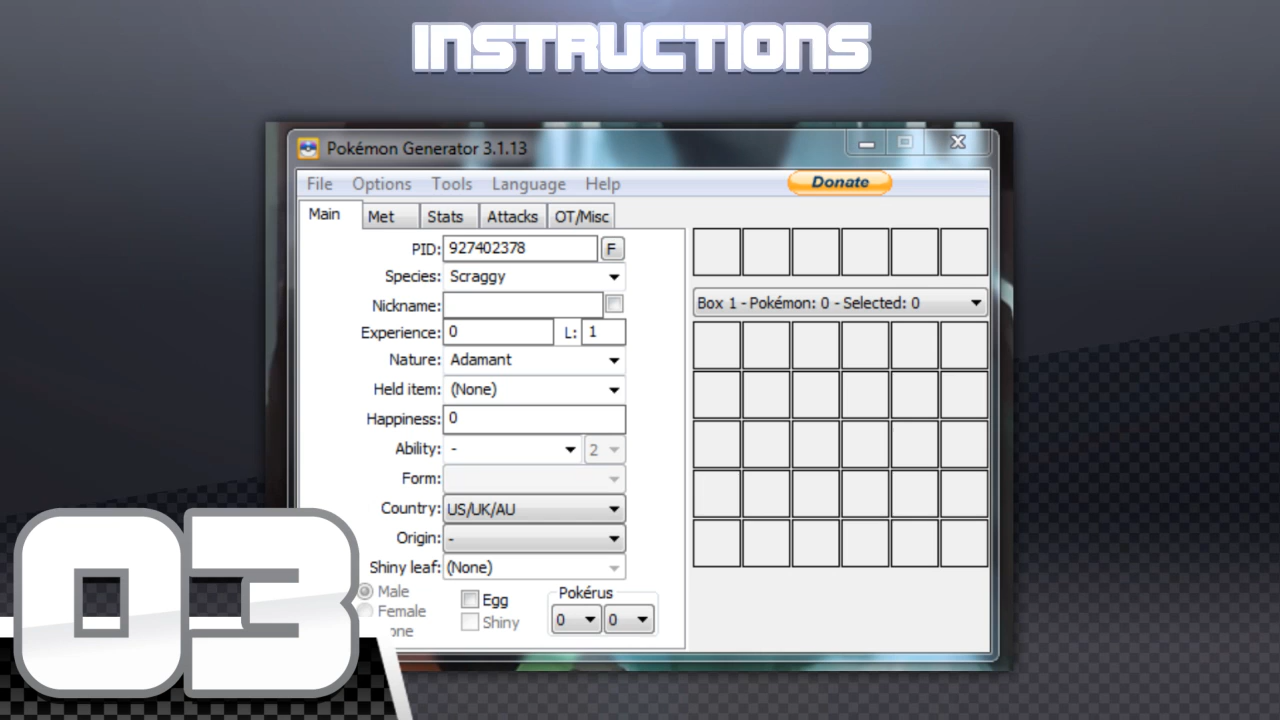 INSTRUCTIONS
Pokémon Generator 3.1.13
File Options Tools Language Help Donate
Main Met Stats Attacks OT/Misc
PID: 927402378 F
Species: Scraggy
Nickname:
Box 1 - Pokémon: 0 - Selected: 0
Experience: 0 L: 1
Nature: Adamant
Held item: (None)
Happiness: 0
Ability: - 2
Form:
Country: US/UK/AU
Origin: -
Shiny leaf: (None)
Male Egg Pokérus
Female Shiny 0 0
one
03